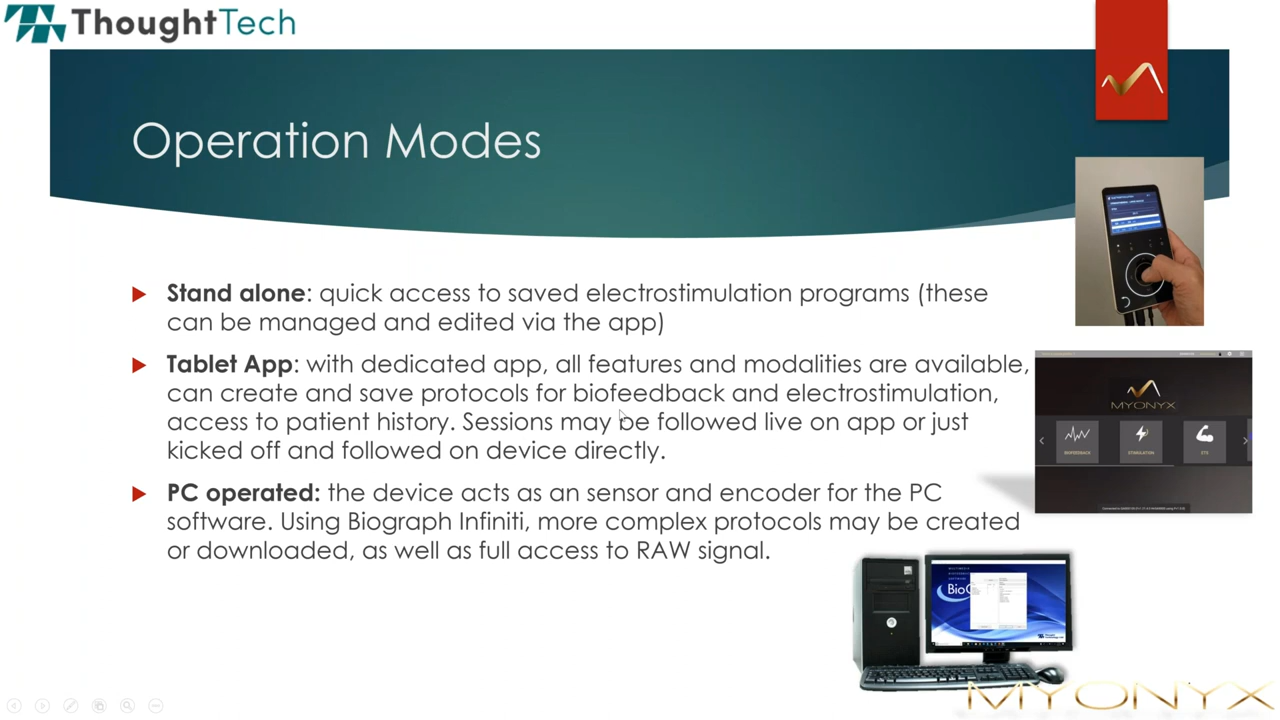 ThoughtTech
Operation Modes
Stand alone: quick access to saved electrostimulation programs (these
can be managed and edited via the app)
Tablet App: with dedicated app, all features and modalities are available,
can create and save protocols for biofeedback and electrostimulation,
access to patient history. Sessions may be followed live on app or just
kicked off and followed on device directly.
PC operated: the device acts as an sensor and encoder for the PC
software. Using Biograph Infiniti, more complex protocols may be created
or downloaded, as well as full access to RAW signal.
MYONYX
BIOFEEDBACK
STIMULATION
ETS
MYONYX